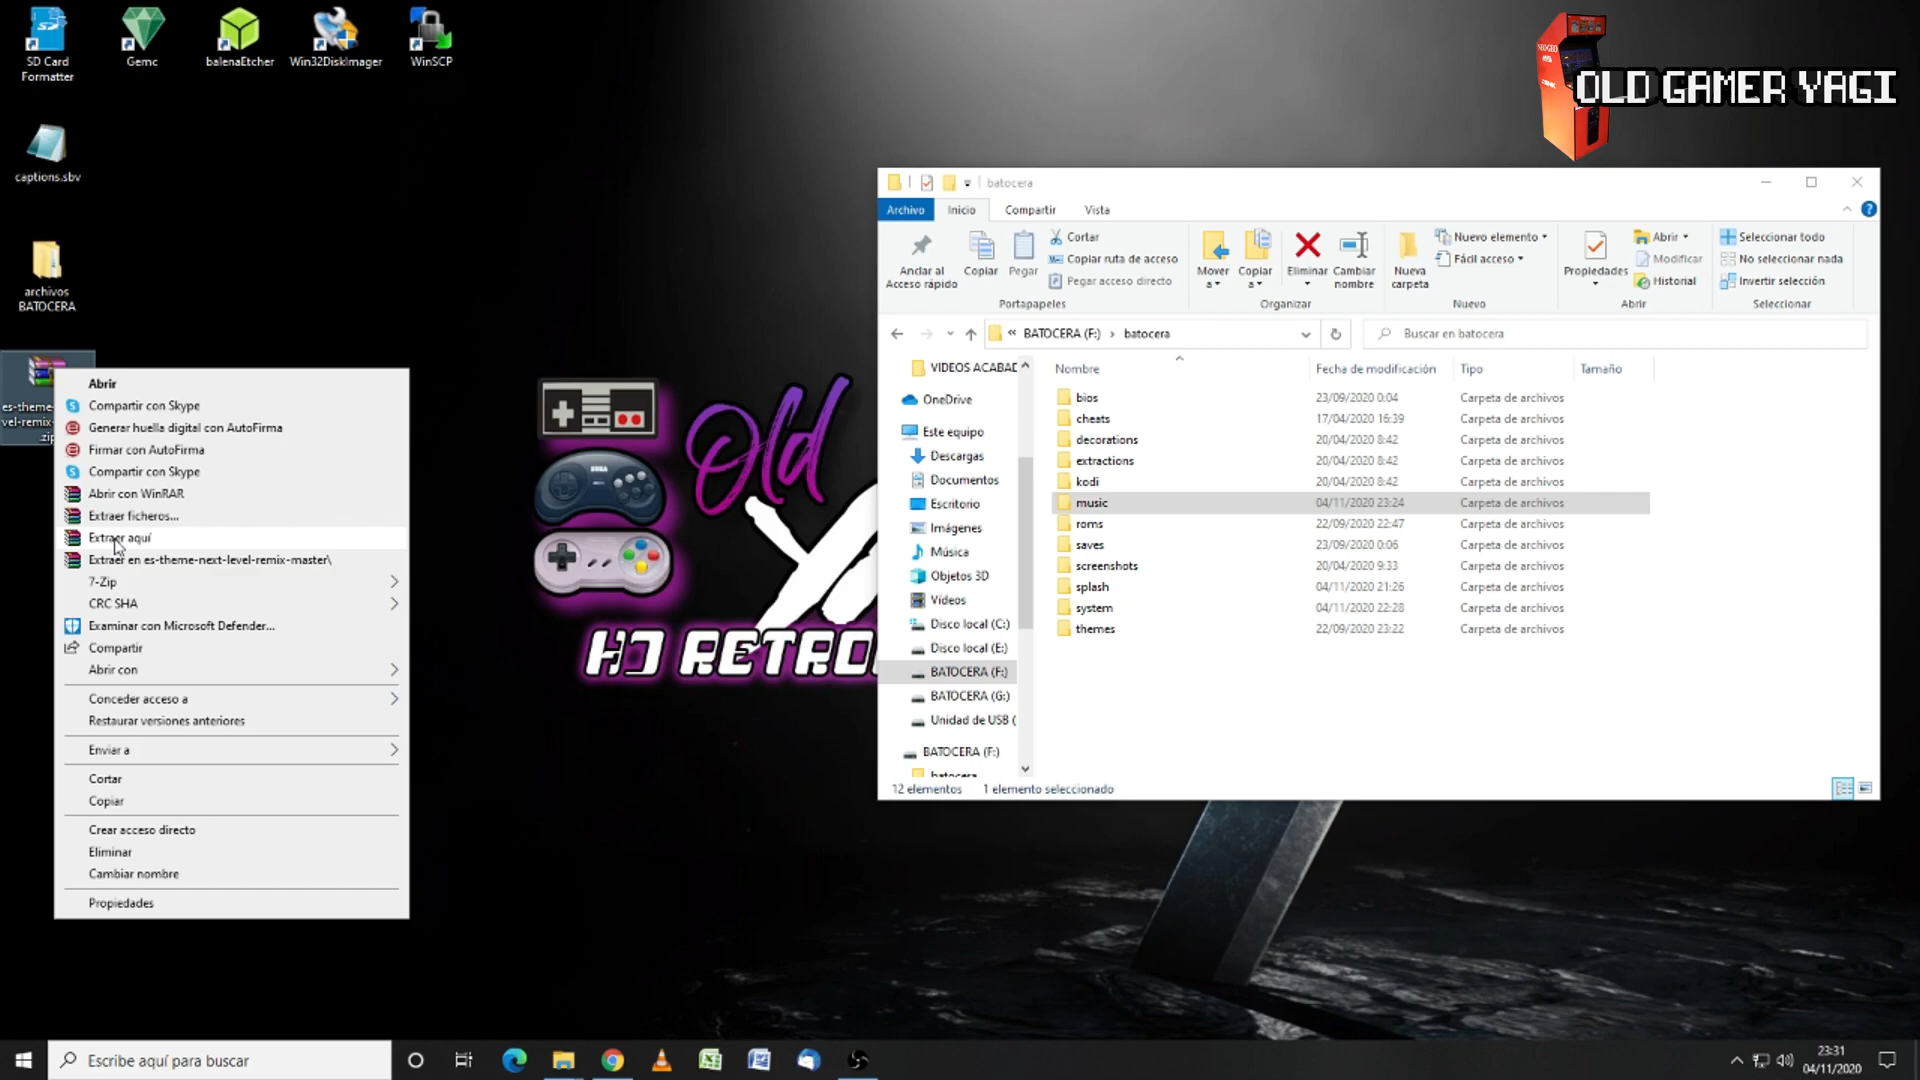 SD Card
Formatter
Gemc
balenaEtcher
Win32DiskImager
WinSCP
captions.sbv
archivos
BATOCERA
es-theme
vel-remix
.zip
Abrir
Compartir con Skype
Generar huella digital con AutoFirma
Firmar con AutoFirma
Compartir con Skype
Abrir con WinRAR
Extraer ficheros...
Extraer aquí
Extraer en es-theme-next-level-remix-master\
7-Zip
CRC SHA
Examinar con Microsoft Defender...
Compartir
Abrir con
Conceder acceso a
Restaurar versiones anteriores
Enviar a
Cortar
Copiar
Crear acceso directo
Eliminar
Cambiar nombre
Propiedades
Old
HD RETRO
NEOGEO
OLD GAMER YAGI
batocera
Archivo Inicio Compartir Vista
Anclar al
Acceso rápido
Copiar
Pegar
Cortar
Copiar ruta de acceso
Pegar acceso directo
Portapapeles
Mover
a
Copiar
a
Eliminar
Cambiar
nombre
Organizar
Nueva
carpeta
Nuevo elemento
Fácil acceso
Nuevo
Propiedades
Abrir
Modificar
Historial
Abrir
Seleccionar todo
No seleccionar nada
Invertir selección
Seleccionar
« BATOCERA (F:) › batocera
Buscar en batocera
VIDEOS ACABAD
OneDrive
Este equipo
Descargas
Documentos
Escritorio
Imágenes
Música
Objetos 3D
Vídeos
Disco local (C:)
Disco local (E:)
BATOCERA (F:)
BATOCERA (G:)
Unidad de USB (
BATOCERA (F:)
batocera
Nombre Fecha de modificación Tipo Tamaño
bios 23/09/2020 0:04 Carpeta de archivos
cheats 17/04/2020 16:39 Carpeta de archivos
decorations 20/04/2020 8:42 Carpeta de archivos
extractions 20/04/2020 8:42 Carpeta de archivos
kodi 20/04/2020 8:42 Carpeta de archivos
music 04/11/2020 23:24 Carpeta de archivos
roms 22/09/2020 22:47 Carpeta de archivos
saves 23/09/2020 0:06 Carpeta de archivos
screenshots 20/04/2020 9:33 Carpeta de archivos
splash 04/11/2020 21:26 Carpeta de archivos
system 04/11/2020 22:28 Carpeta de archivos
themes 22/09/2020 23:22 Carpeta de archivos
12 elementos 1 elemento seleccionado
Escribe aquí para buscar
23:31
04/11/2020